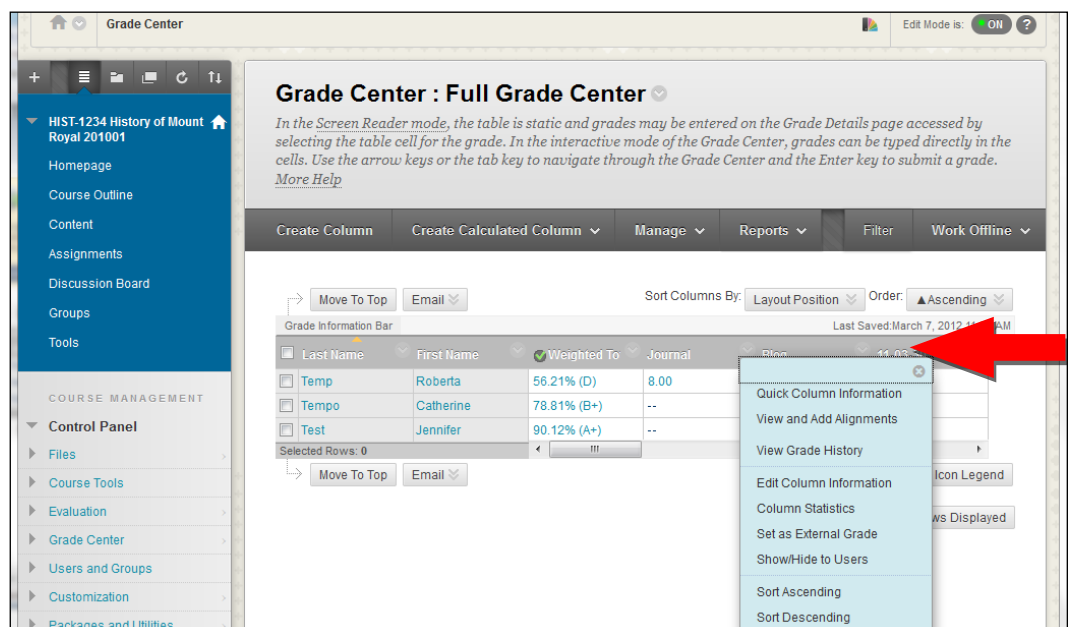 Grade Center
Edit Mode is: ON ?
HIST-1234 History of Mount
Royal 201001
Homepage
Course Outline
Content
Assignments
Discussion Board
Groups
Tools
COURSE MANAGEMENT
Control Panel
Files
Course Tools
Evaluation
Grade Center
Users and Groups
Customization
Packages and Utilities
Grade Center : Full Grade Center
In the Screen Reader mode, the table is static and grades may be entered on the Grade Details page accessed by
selecting the table cell for the grade. In the interactive mode of the Grade Center, grades can be typed directly in the
cells. Use the arrow keys or the tab key to navigate through the Grade Center and the Enter key to submit a grade.
More Help
Create Column Create Calculated Column Manage Reports Filter Work Offline
Move To Top Email Sort Columns By: Layout Position Order: ▲Ascending
Grade Information Bar Last Saved:March 7, 2012
Last Name First Name Weighted To Journal Blog 11-03-
Temp Roberta 56.21% (D) 8.00
Tempo Catherine 78.81% (B+) --
Test Jennifer 90.12% (A+) --
Selected Rows: 0
Move To Top Email Icon Legend
Displayed
Quick Column Information
View and Add Alignments
View Grade History
Edit Column Information
Column Statistics
Set as External Grade
Show/Hide to Users
Sort Ascending
Sort Descending